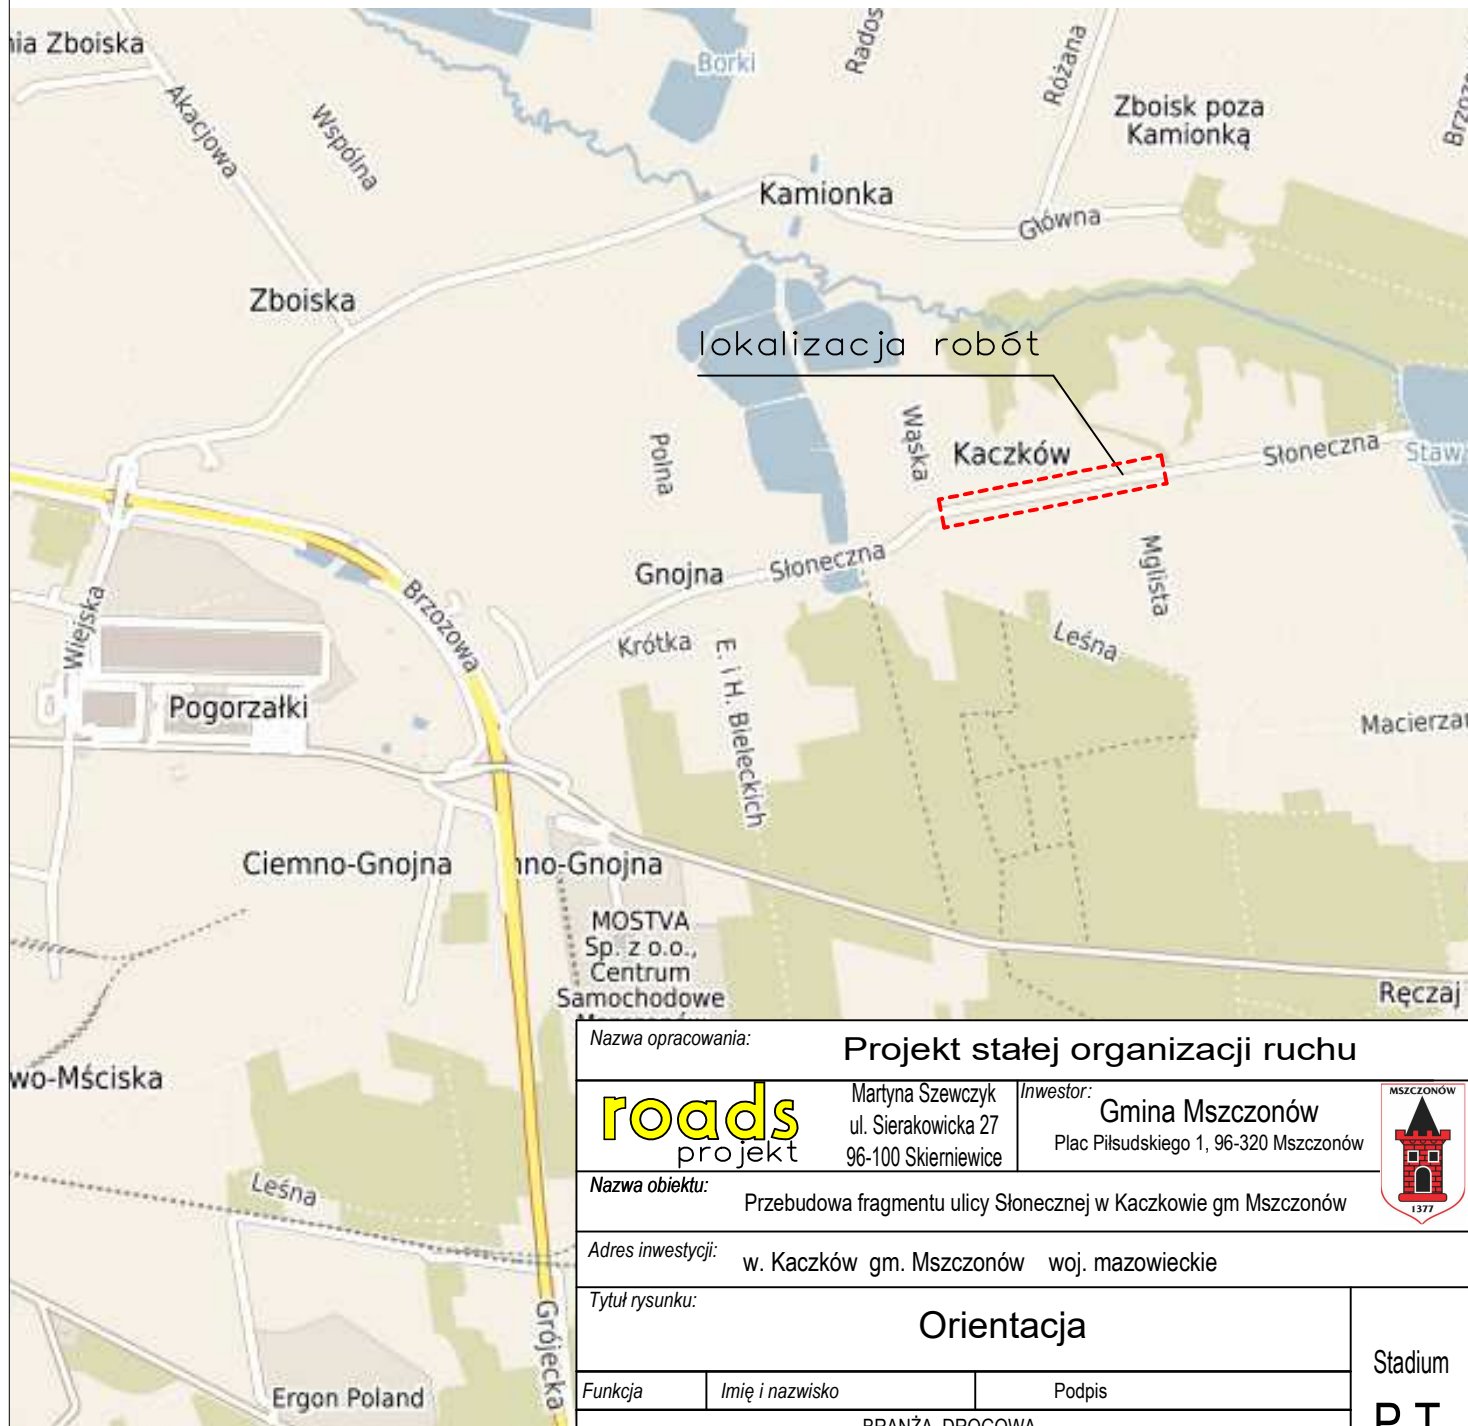 Zboiska
Borki
Różana
Zboisk poza
Kamionką
Akacjowa
Wspólna
Kamionka
Główna
Zboiska
lokalizacja robót
Wąska
Polna
Kaczków
Słoneczna
Staw
Gnojna
Słoneczna
Mglista
Brzozowa
Wiejska
Krótka
E. i H. Bieleckich
Leśna
Pogorzałki
Ciemno-Gnojna
no-Gnojna
MOSTVA
Sp. z o.o.,
Centrum
Samochodowe
Ręczaj
wo-Mściska
Leśna
Grójecka
Ergon Poland
Nazwa opracowania:
Projekt stałej organizacji ruchu
roads
projekt
Martyna Szewczyk
ul. Sierakowicka 27
96-100 Skierniewice
Inwestor:
Gmina Mszczonów
Plac Piłsudskiego 1, 96-320 Mszczonów
MSZCZONÓW
1377
Nazwa obiektu:
Przebudowa fragmentu ulicy Słonecznej w Kaczkowie gm Mszczonów
Adres inwestycji:
w. Kaczków gm. Mszczonów woj. mazowieckie
Tytuł rysunku:
Orientacja
Stadium
P.T.
Funkcja Imię i nazwisko Podpis
BRANŻA DROGOWA